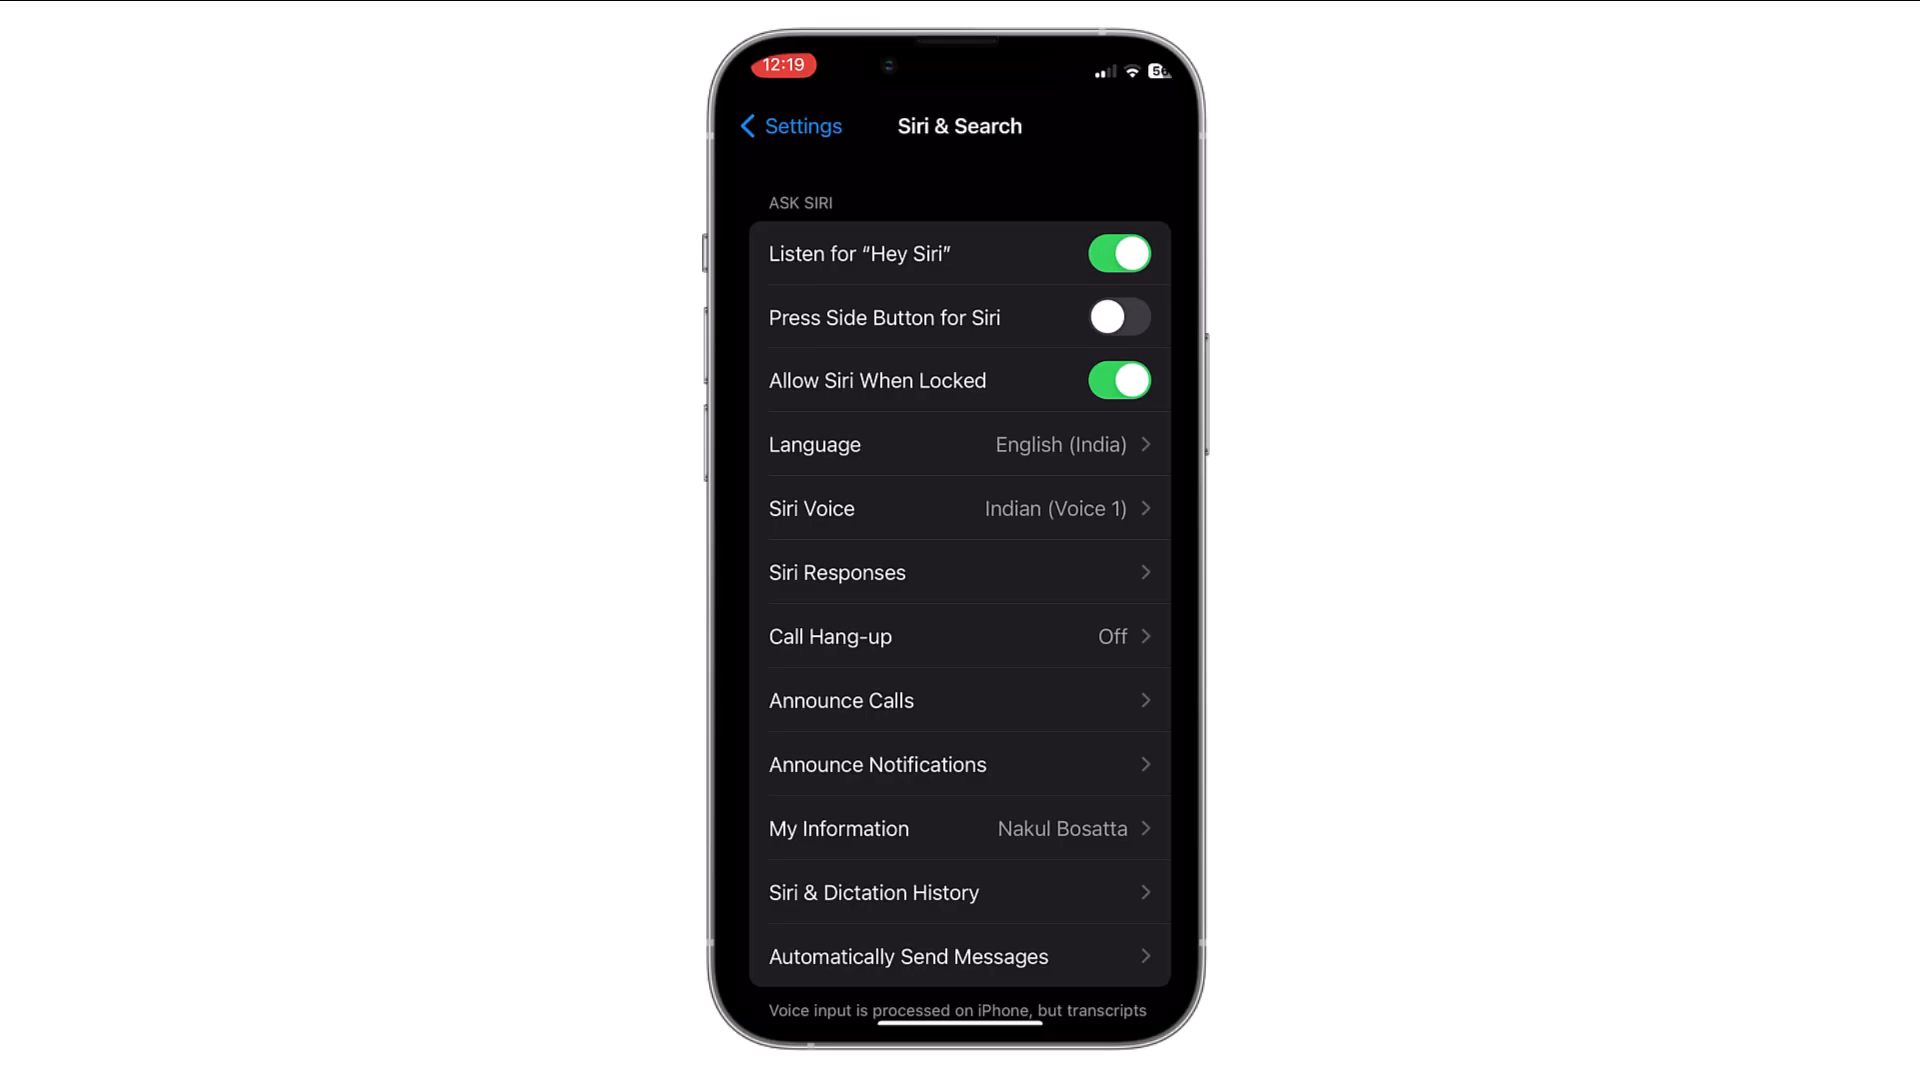 12:19
Settings
Siri & Search
ASK SIRI
Listen for “Hey Siri”
Press Side Button for Siri
Allow Siri When Locked
Language English (India)
Siri Voice Indian (Voice 1)
Siri Responses
Call Hang-up Off
Announce Calls
Announce Notifications
My Information Nakul Bosatta
Siri & Dictation History
Automatically Send Messages
Voice input is processed on iPhone, but transcripts